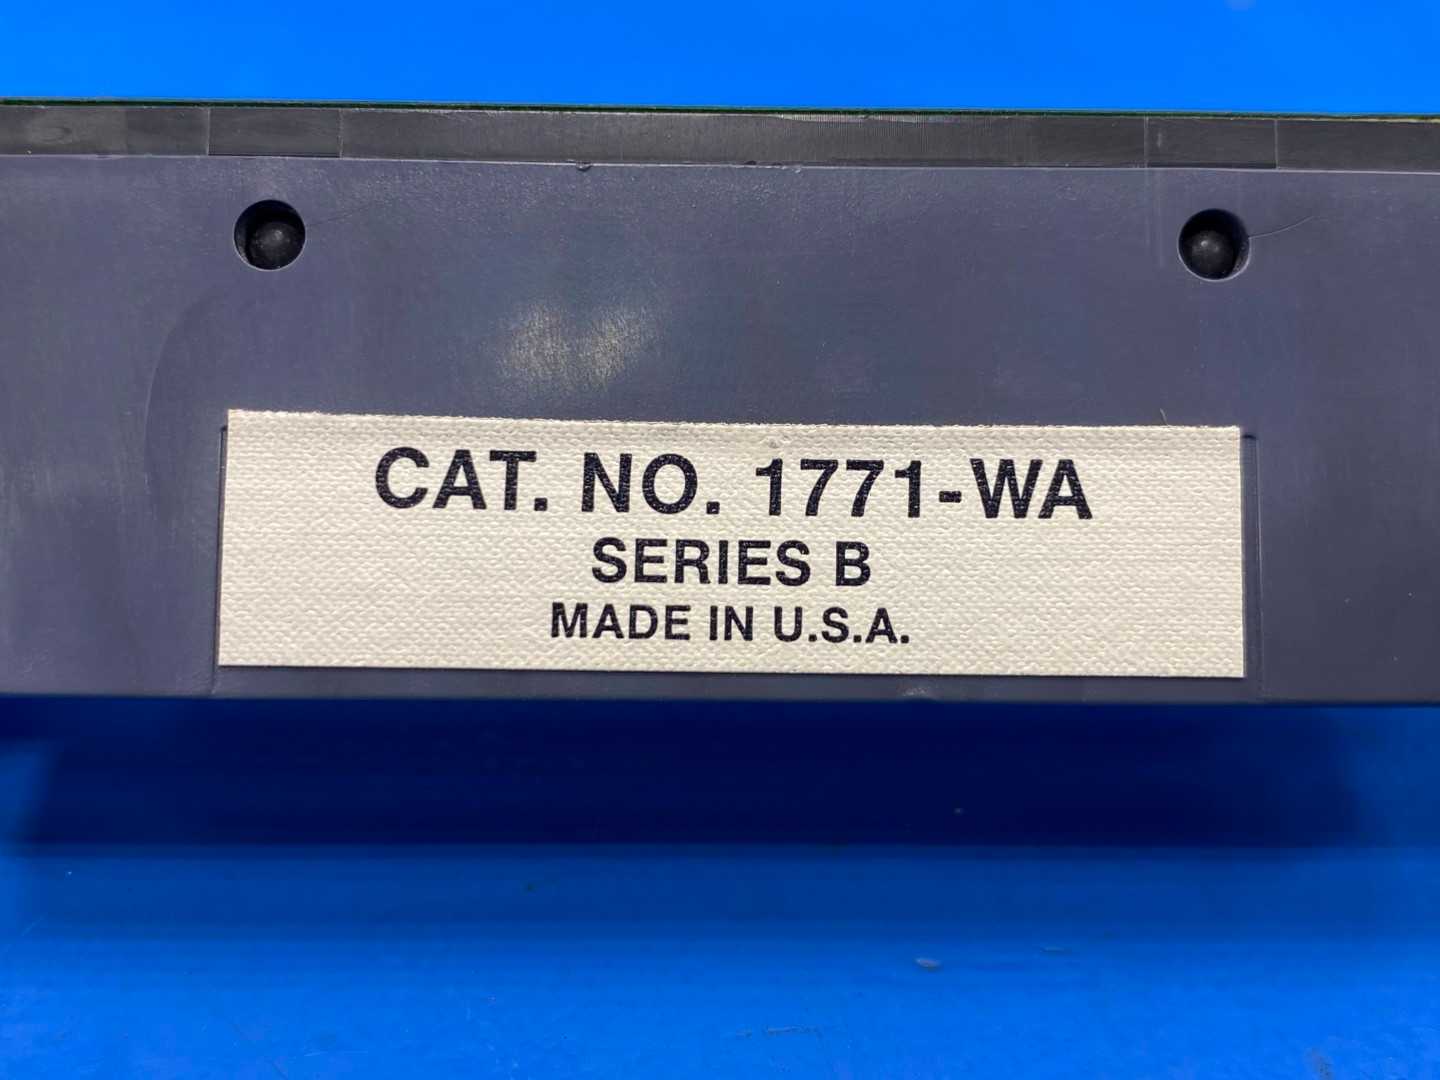 CAT. NO. 1771-WA
SERIES B
MADE IN U.S.A.